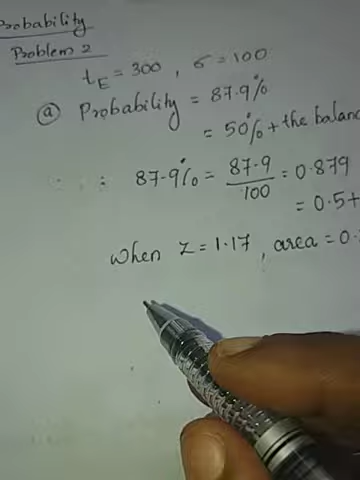 Probability
Problem 2
tE = 300, σ = 100
ⓐ Probability = 87.9%
= 50% + the balanc
∴ 87.9% = 87.9/100 = 0.879
= 0.5 +
when Z = 1.17, area = 0.